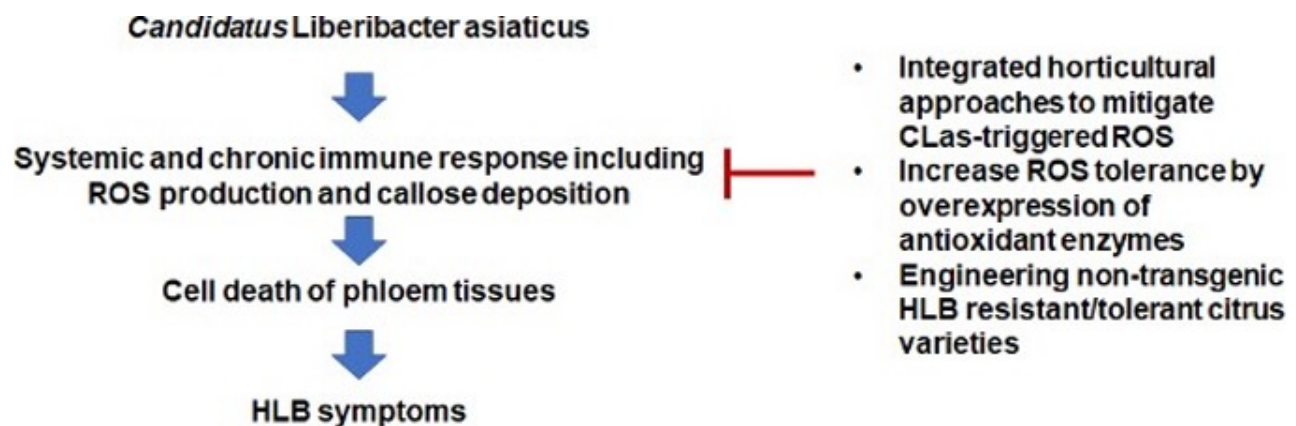 Candidatus Liberibacter asiaticus
Systemic and chronic immune response including
ROS production and callose deposition
Cell death of phloem tissues
HLB symptoms
• Integrated horticultural
approaches to mitigate
CLas-triggered ROS
• Increase ROS tolerance by
overexpression of
antioxidant enzymes
• Engineering non-transgenic
HLB resistant/tolerant citrus
varieties